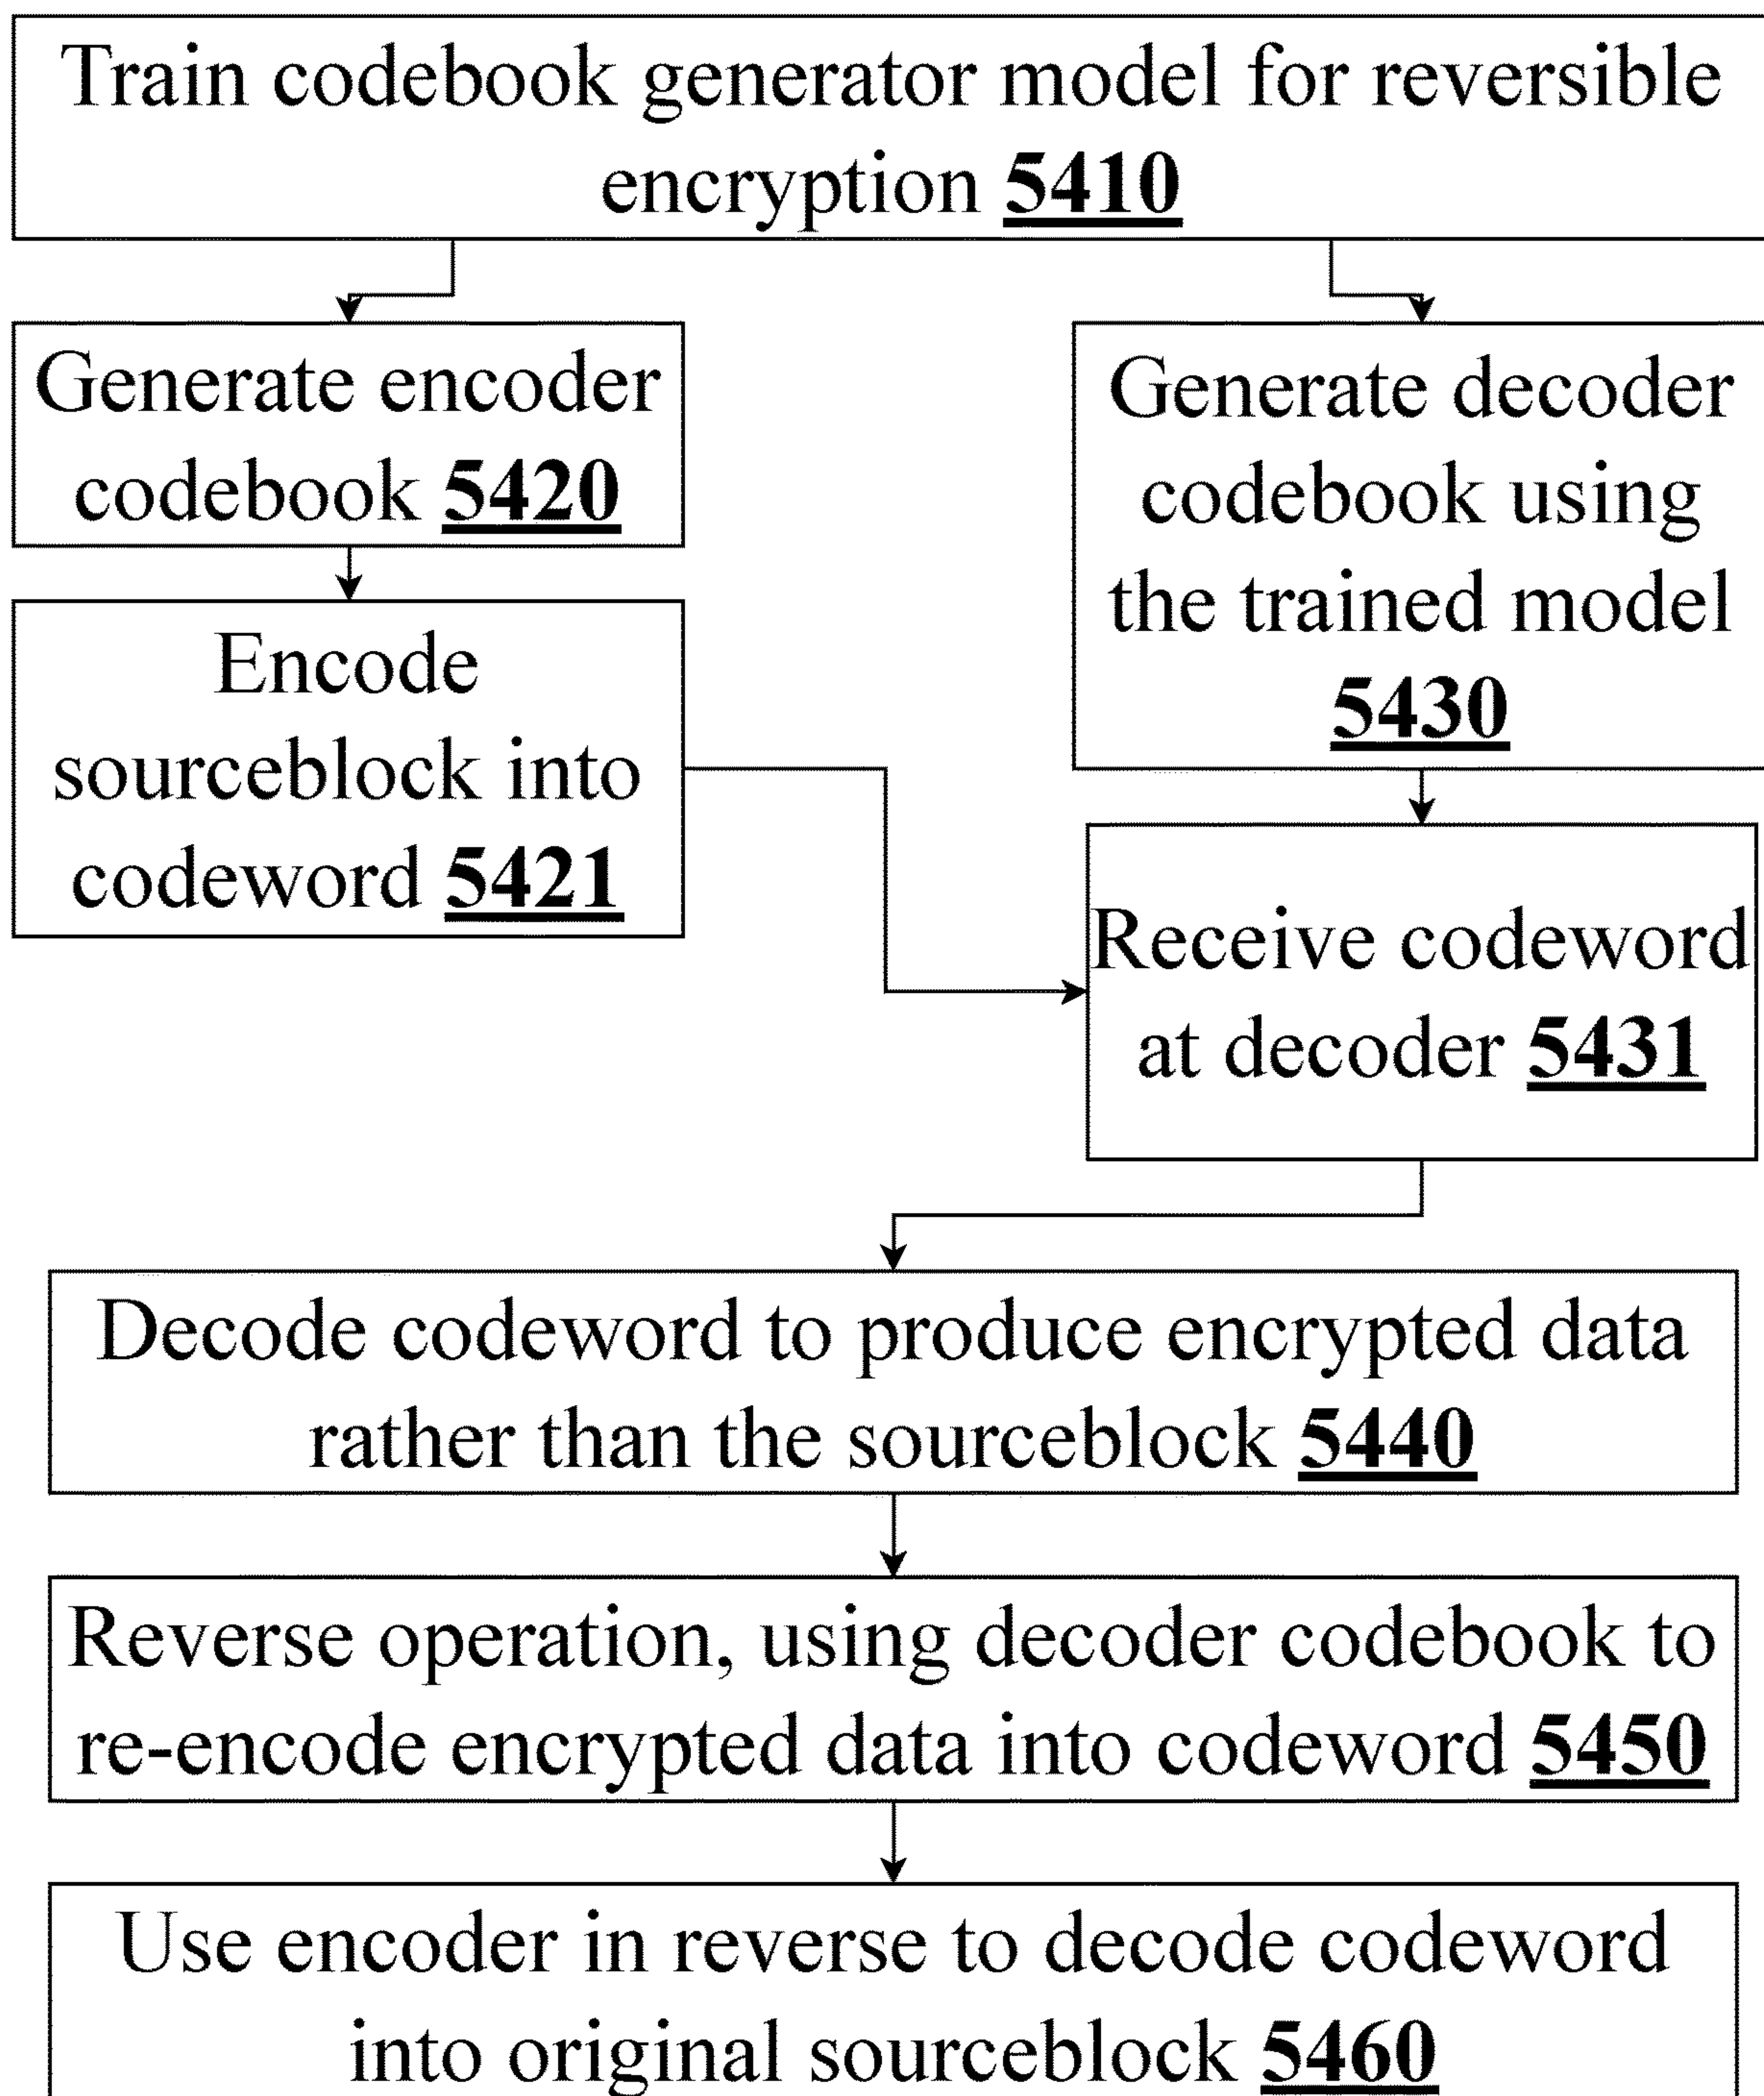 Train codebook generator model for reversible
encryption 5410
Generate encoder
codebook 5420
Generate decoder
codebook using
the trained model
5430
Encode
sourceblock into
codeword 5421
Receive codeword
at decoder 5431
Decode codeword to produce encrypted data
rather than the sourceblock 5440
Reverse operation, using decoder codebook to
re-encode encrypted data into codeword 5450
Use encoder in reverse to decode codeword
into original sourceblock 5460